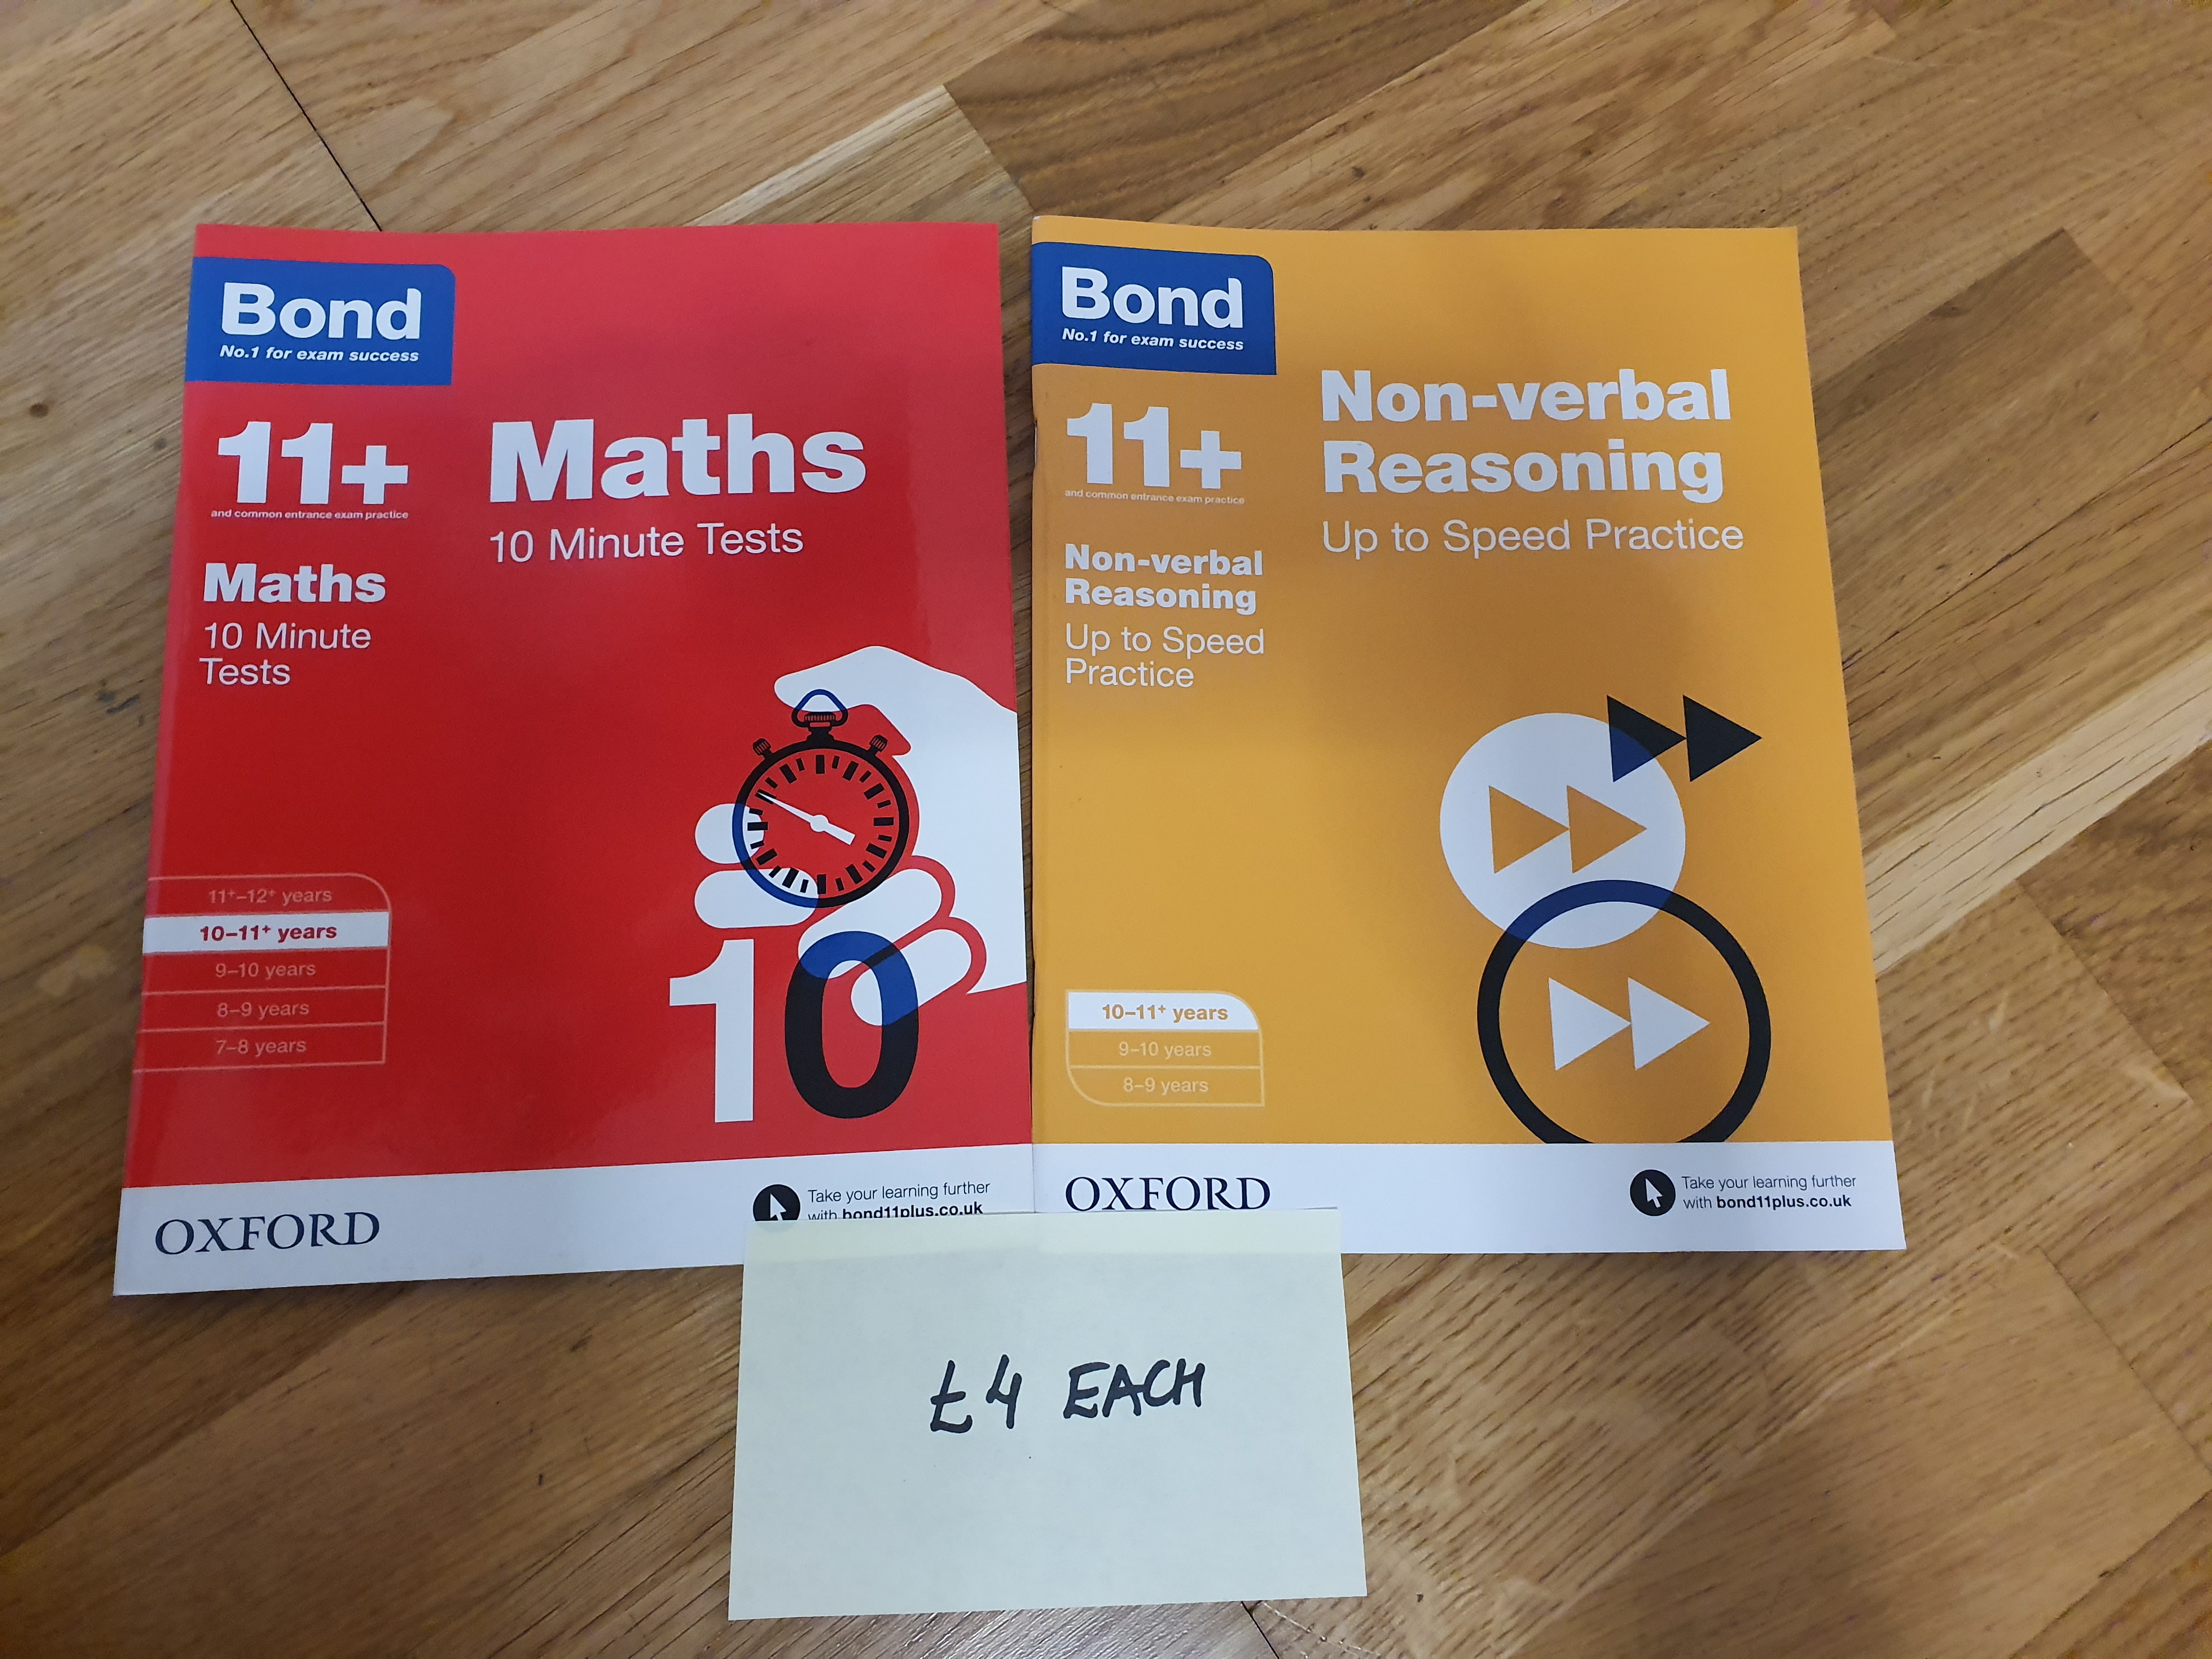 Bond
No.1 for exam success
11+
and common entrance exam practice
Maths
10 Minute Tests
Maths
10 Minute
Tests
11⁺–12⁺ years
10–11⁺ years
9–10 years
8–9 years
7–8 years
10
OXFORD
Take your learning further
with bond11plus.co.uk
Bond
No.1 for exam success
11+
and common entrance exam practice
Non-verbal
Reasoning
Up to Speed Practice
Non-verbal
Reasoning
Up to Speed
Practice
10–11⁺ years
9–10 years
8–9 years
OXFORD
Take your learning further
with bond11plus.co.uk
£4 EACH